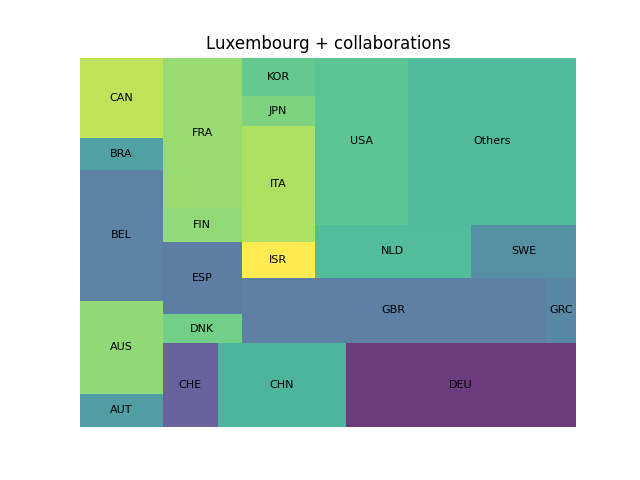 Luxembourg + collaborations
CAN
BRA
BEL
AUS
AUT
FRA
FIN
ESP
DNK
CHE
KOR
JPN
ITA
ISR
USA
Others
NLD
SWE
GBR
GRC
CHN
DEU